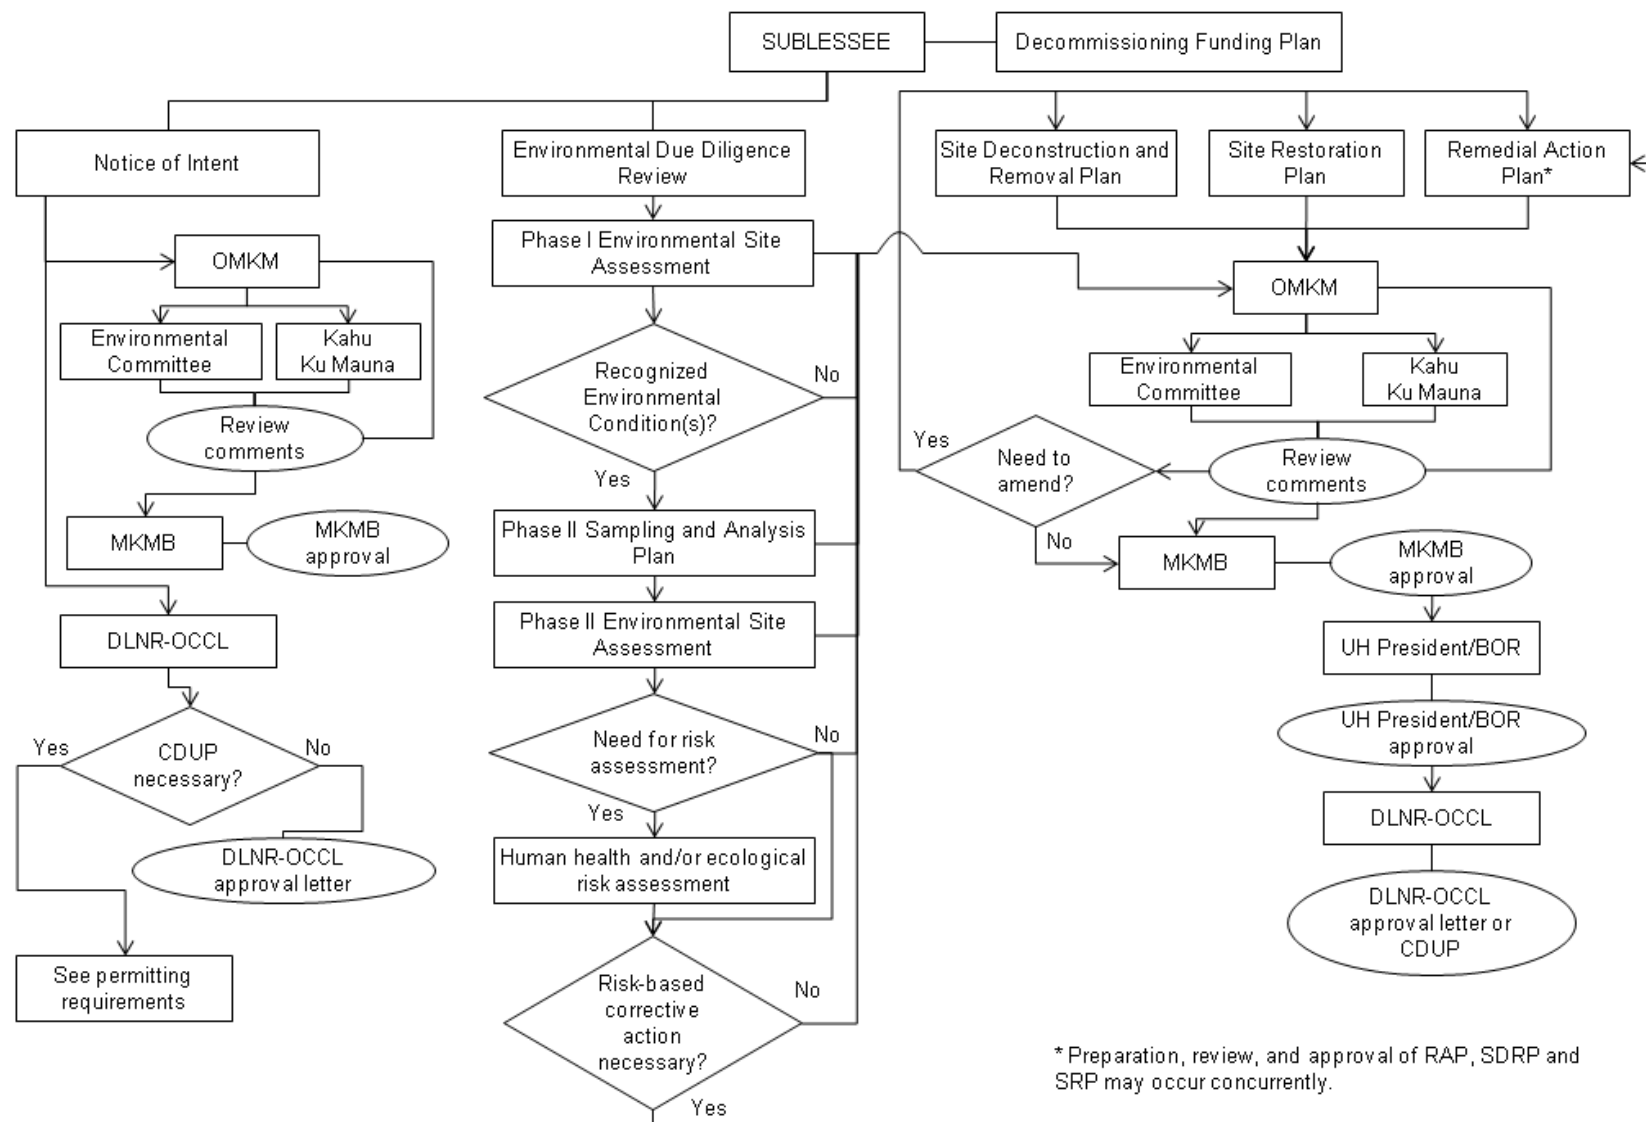 SUBLESSEE
Decommissioning Funding Plan
Notice of Intent
OMKM
Environmental
Committee
Kahu
Ku Mauna
Review
comments
MKMB
MKMB
approval
DLNR-OCCL
Yes
CDUP
necessary?
No
DLNR-OCCL
approval letter
See permitting
requirements
Environmental Due Diligence
Review
Phase I Environmental Site
Assessment
Recognized
Environmental
Condition(s)?
No
Yes
Phase II Sampling and Analysis
Plan
Phase II Environmental Site
Assessment
Need for risk
assessment?
No
Yes
Human health and/or ecological
risk assessment
Risk-based
corrective
action
necessary?
No
Yes
Site Deconstruction and
Removal Plan
Site Restoration
Plan
Remedial Action
Plan*
OMKM
Environmental
Committee
Kahu
Ku Mauna
Review
comments
Yes
Need to
amend?
No
MKMB
MKMB
approval
UH President/BOR
UH President/BOR
approval
DLNR-OCCL
DLNR-OCCL
approval letter or
CDUP
* Preparation, review, and approval of RAP, SDRP and
SRP may occur concurrently.